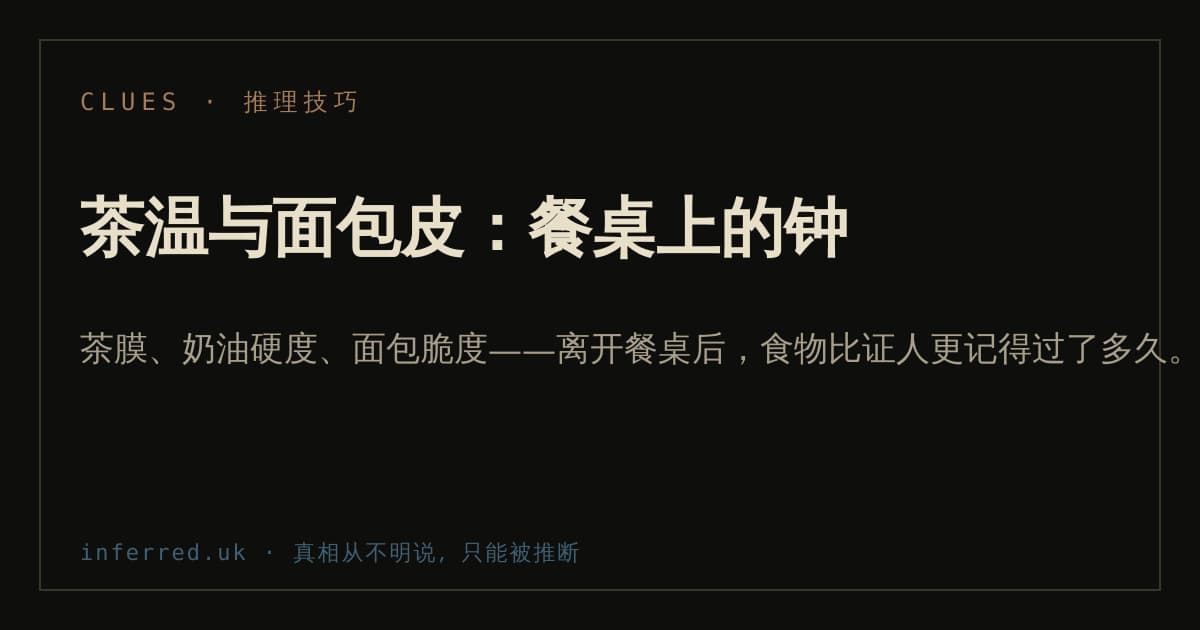 CLUES · 推理技巧
茶温与面包皮：餐桌上的钟
茶膜、奶油硬度、面包脆度——离开餐桌后，食物比证人更记得过了多久。
inferred.uk · 真相从不明说, 只能被推断